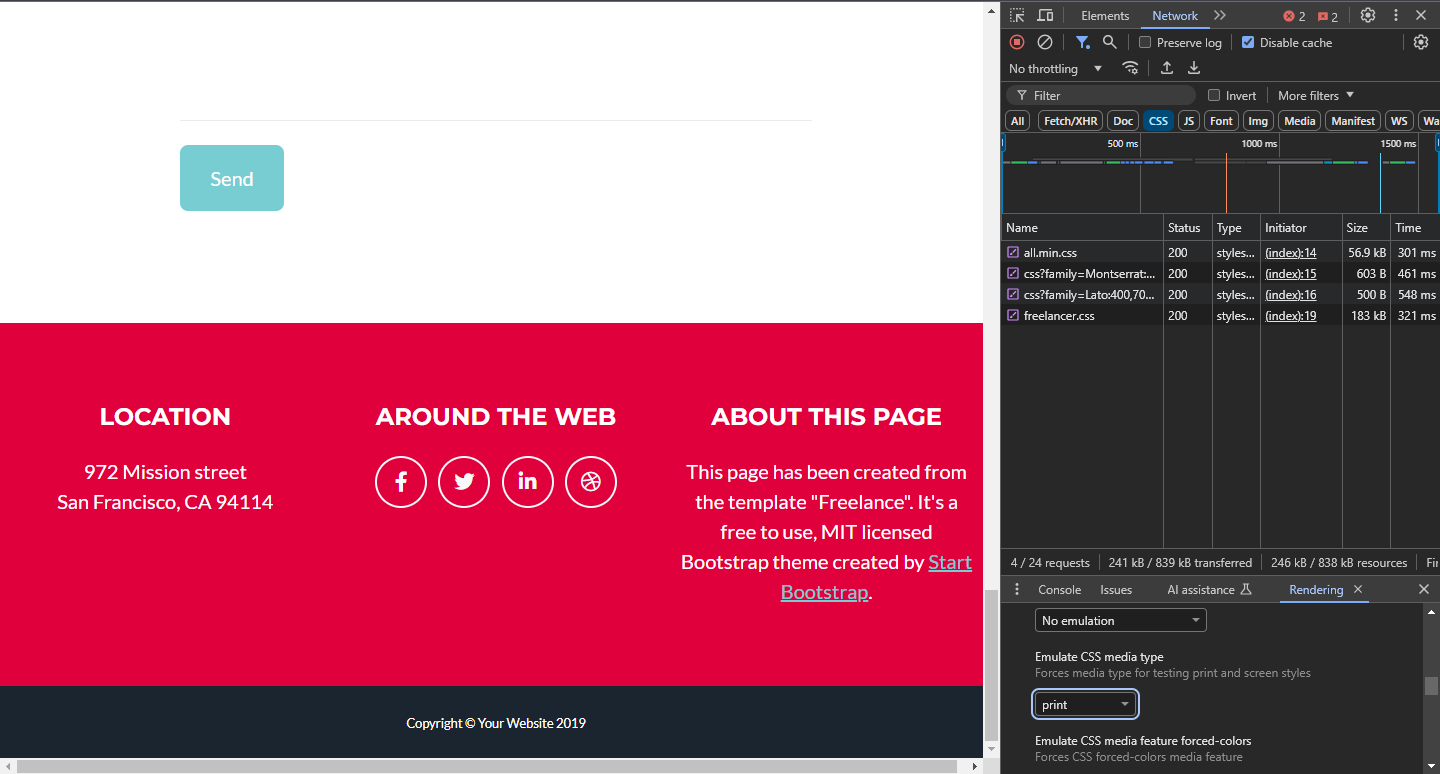 Send
LOCATION
972 Mission street
San Francisco, CA 94114
AROUND THE WEB
ABOUT THIS PAGE
This page has been created from
the template "Freelance". It's a
free to use, MIT licensed
Bootstrap theme created by Start
Bootstrap.
Copyright © Your Website 2019
Elements Network 2 2
Preserve log Disable cache
No throttling
Filter Invert More filters
All Fetch/XHR Doc CSS JS Font Img Media Manifest WS Wa
500 ms 1000 ms 1500 ms
Name Status Type Initiator Size Time
all.min.css 200 styles... (index):14 56.9 kB 301 ms
css?family=Montserrat:... 200 styles... (index):15 603 B 461 ms
css?family=Lato:400,70... 200 styles... (index):16 500 B 548 ms
freelancer.css 200 styles... (index):19 183 kB 321 ms
4 / 24 requests 241 kB / 839 kB transferred 246 kB / 838 kB resources Fi
Console Issues AI assistance Rendering
No emulation
Emulate CSS media type
Forces media type for testing print and screen styles
print
Emulate CSS media feature forced-colors
Forces CSS forced-colors media feature